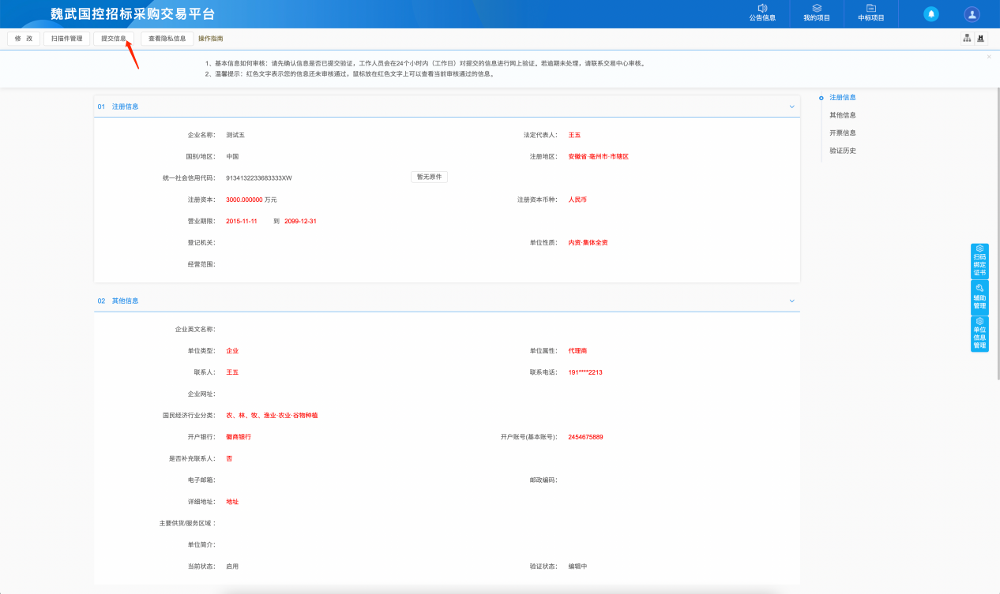 魏武国控招标采购交易平台
公告信息 我的项目 中标项目
修 改 扫描件管理 提交信息 查看隐私信息 操作指南
1、基本信息如何审核：请先确认信息是否已提交验证，工作人员会在24个小时内（工作日）对提交的信息进行网上验证。若逾期未处理，请联系交易中心审核。
2、温馨提示：红色文字表示您的信息还未审核通过，鼠标放在红色文字上可以查看当前审核通过的信息。
01 注册信息
企业名称： 测试五 法定代表人： 王五
国别/地区： 中国 注册地区： 安徽省·亳州市·市辖区
统一社会信用代码： 9134132233683333XW 暂无原件
注册资本： 3000.000000 万元 注册资本币种： 人民币
营业期限： 2015-11-11 到 2099-12-31
登记机关： 单位性质： 内资·集体全资
经营范围：
02 其他信息
企业英文名称：
单位类型： 企业 单位属性： 代理商
联系人： 王五 联系电话： 191****2213
企业网址：
国民经济行业分类： 农、林、牧、渔业·农业·谷物种植
开户银行： 徽商银行 开户账号(基本账号)： 2454675889
是否补充联系人： 否
电子邮箱： 邮政编码：
详细地址： 地址
主要供货/服务区域 ：
单位简介：
当前状态： 启用 验证状态： 编辑中
注册信息
其他信息
开票信息
验证历史
扫码
绑定
证书
辅助
管理
单位
信息
管理